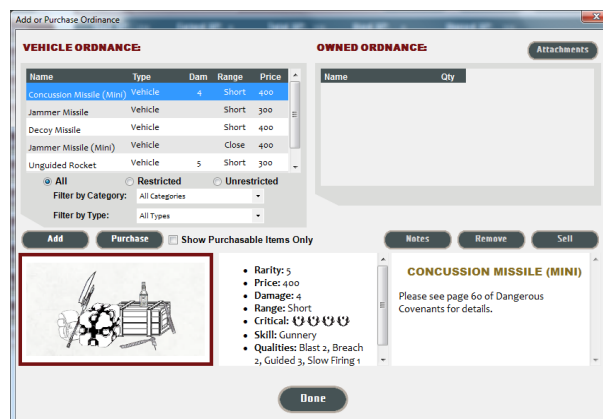 Add or Purchase Ordinance
VEHICLE ORDNANCE:
OWNED ORDNANCE:
Attachments
Name Type Dam Range Price
Concussion Missile (Mini) Vehicle 4 Short 400
Jammer Missile Vehicle Short 300
Decoy Missile Vehicle Short 400
Jammer Missile (Mini) Vehicle Close 400
Unguided Rocket Vehicle 5 Short 300
Name Qty
All Restricted Unrestricted
Filter by Category: All Categories
Filter by Type: All Types
Add Purchase Show Purchasable Items Only
Notes Remove Sell
Rarity: 5
Price: 400
Damage: 4
Range: Short
Critical:
Skill: Gunnery
Qualities: Blast 2, Breach
2, Guided 3, Slow Firing 1
CONCUSSION MISSILE (MINI)
Please see page 60 of Dangerous
Covenants for details.
Done